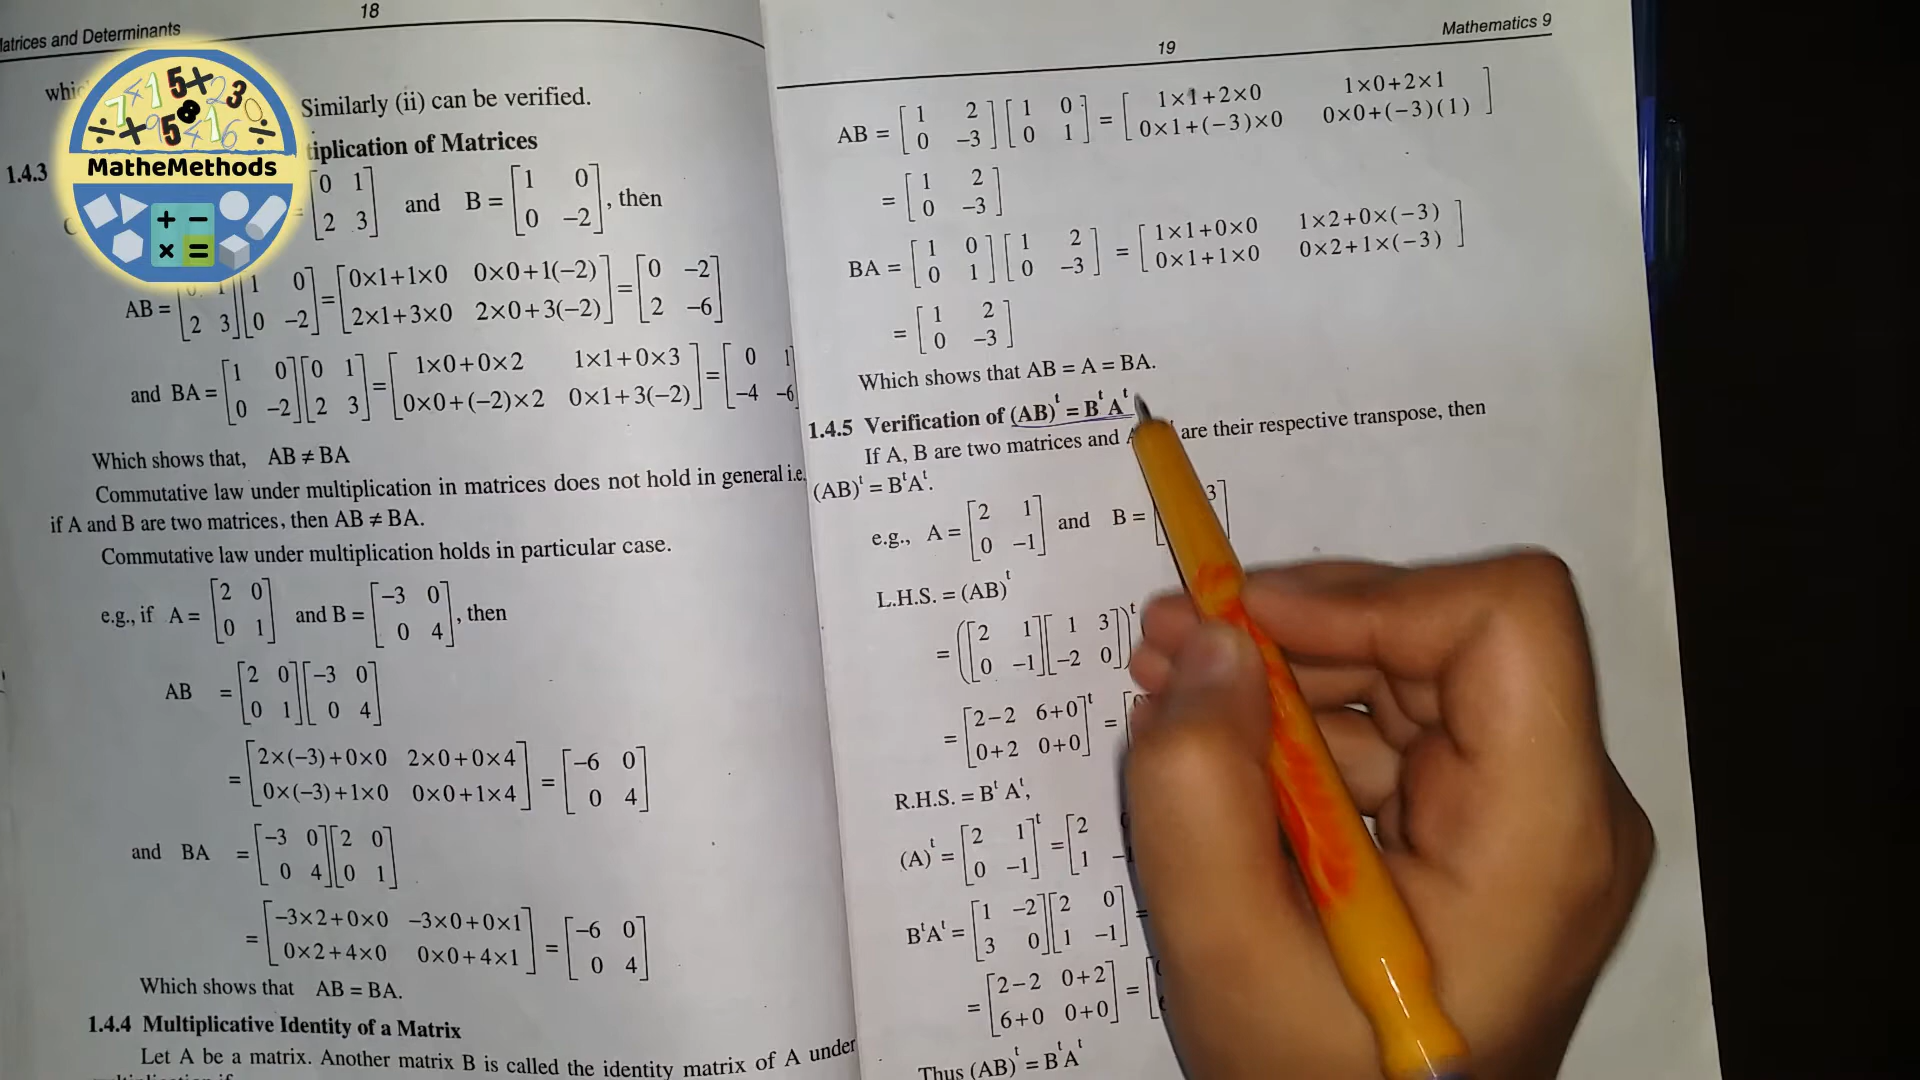 18
Matrices and Determinants
Similarly (ii) can be verified.
1.4.3 tiplication of Matrices
[0 1; 2 3] and B = [1 0; 0 −2], then
AB = [0 1; 2 3][1 0; 0 −2] = [0×1+1×0 0×0+1(−2); 2×1+3×0 2×0+3(−2)] = [0 −2; 2 −6]
and BA = [1 0; 0 −2][0 1; 2 3] = [1×0+0×2 1×1+0×3; 0×0+(−2)×2 0×1+3(−2)] = [0 1; −4 −6]
Which shows that, AB ≠ BA
Commutative law under multiplication in matrices does not hold in general i.e.
if A and B are two matrices, then AB ≠ BA.
Commutative law under multiplication holds in particular case.
e.g., if A = [2 0; 0 1] and B = [−3 0; 0 4], then
AB = [2 0; 0 1][−3 0; 0 4]
= [2×(−3)+0×0 2×0+0×4; 0×(−3)+1×0 0×0+1×4] = [−6 0; 0 4]
and BA = [−3 0; 0 4][2 0; 0 1]
= [−3×2+0×0 −3×0+0×1; 0×2+4×0 0×0+4×1] = [−6 0; 0 4]
Which shows that AB = BA.
1.4.4 Multiplicative Identity of a Matrix
Let A be a matrix. Another matrix B is called the identity matrix of A under
MatheMethods
19
Mathematics 9
AB = [1 2; 0 −3][1 0; 0 1] = [1×1+2×0 1×0+2×1; 0×1+(−3)×0 0×0+(−3)(1)]
= [1 2; 0 −3]
BA = [1 0; 0 1][1 2; 0 −3] = [1×1+0×0 1×2+0×(−3); 0×1+1×0 0×2+1×(−3)]
= [1 2; 0 −3]
Which shows that AB = A = BA.
1.4.5 Verification of (AB)ᵗ = BᵗAᵗ
If A, B are two matrices and are their respective transpose, then
(AB)ᵗ = BᵗAᵗ.
e.g., A = [2 1; 0 −1] and B = [3
L.H.S. = (AB)ᵗ
= ([2 1; 0 −1][1 3; −2 0])ᵗ
= [2−2 6+0; 0+2 0+0]ᵗ = [0
R.H.S. = Bᵗ Aᵗ,
(A)ᵗ = [2 1; 0 −1]ᵗ = [2 0; 1 −1
BᵗAᵗ = [1 −2; 3 0][2 0; 1 −1] =
= [2−2 0+2; 6+0 0+0] = [
Thus (AB)ᵗ = BᵗAᵗ